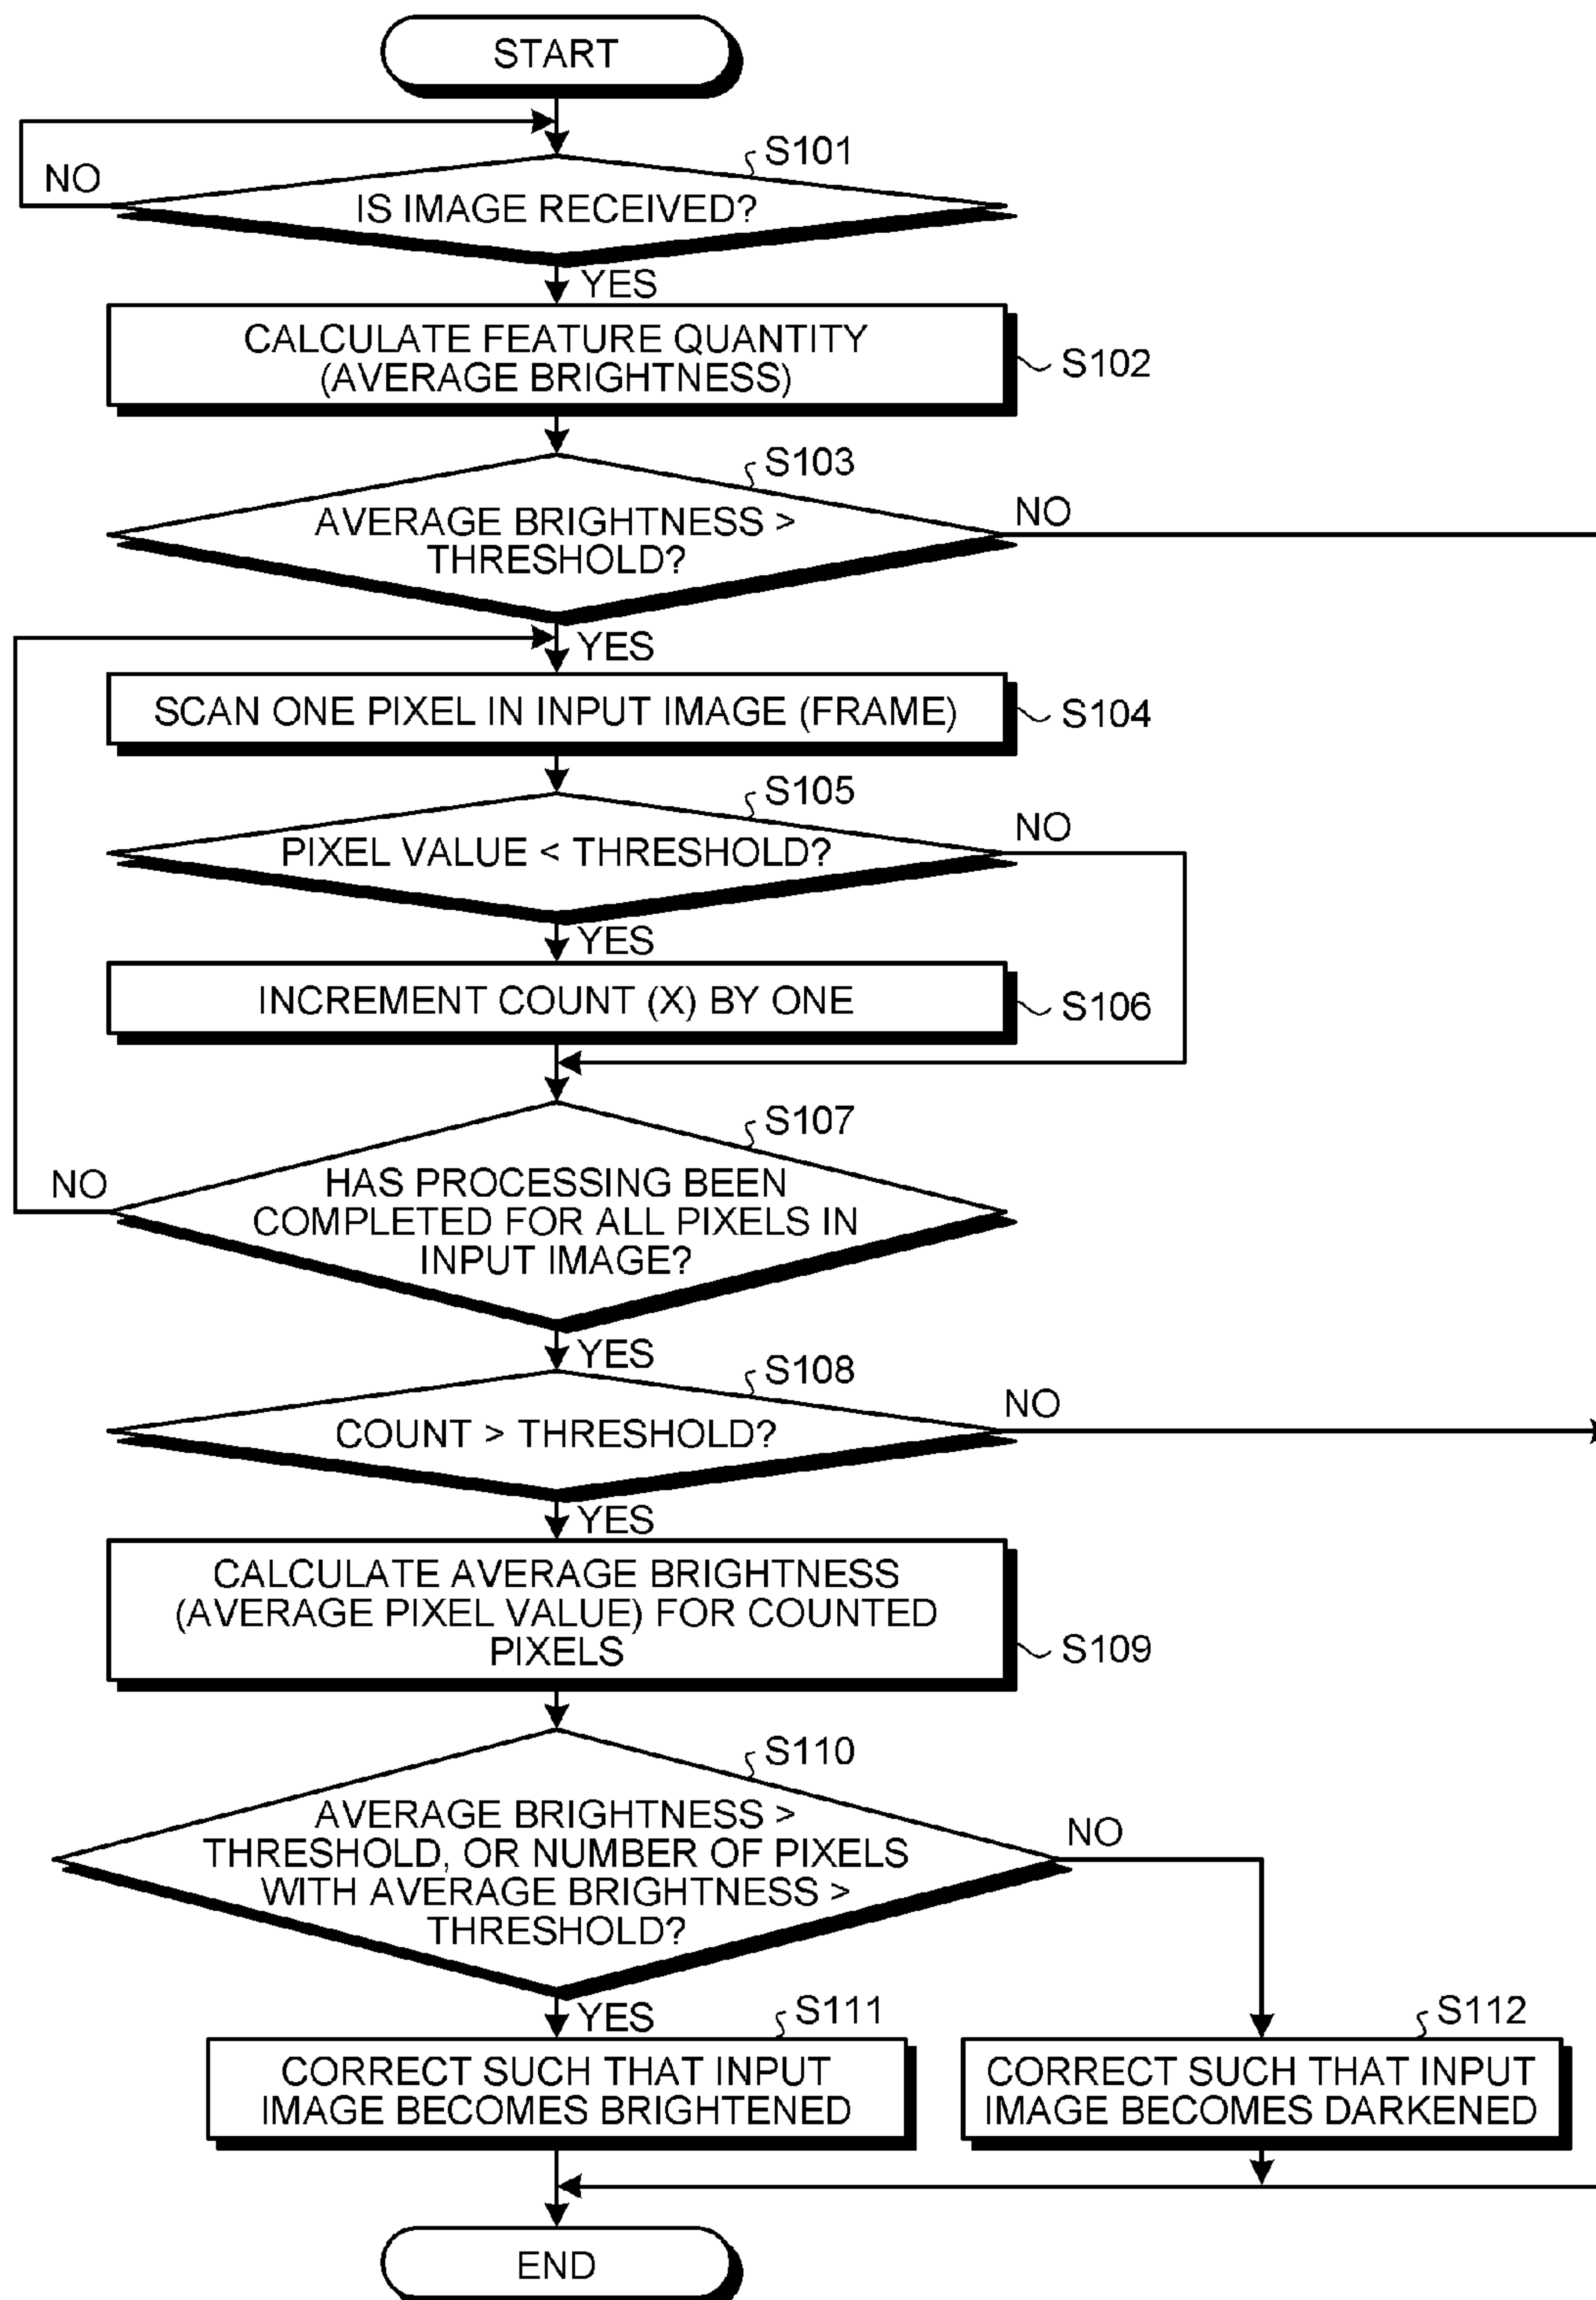 START
S101
NO
IS IMAGE RECEIVED?
YES
CALCULATE FEATURE QUANTITY
(AVERAGE BRIGHTNESS)
S102
S103
NO
AVERAGE BRIGHTNESS >
THRESHOLD?
YES
SCAN ONE PIXEL IN INPUT IMAGE (FRAME)
S104
S105
NO
PIXEL VALUE < THRESHOLD?
YES
INCREMENT COUNT (X) BY ONE
S106
S107
NO
HAS PROCESSING BEEN
COMPLETED FOR ALL PIXELS IN
INPUT IMAGE?
YES
S108
NO
COUNT > THRESHOLD?
YES
CALCULATE AVERAGE BRIGHTNESS
(AVERAGE PIXEL VALUE) FOR COUNTED
PIXELS
S109
S110
AVERAGE BRIGHTNESS >
THRESHOLD, OR NUMBER OF PIXELS
WITH AVERAGE BRIGHTNESS >
THRESHOLD?
NO
YES
S111
CORRECT SUCH THAT INPUT
IMAGE BECOMES BRIGHTENED
S112
CORRECT SUCH THAT INPUT
IMAGE BECOMES DARKENED
END